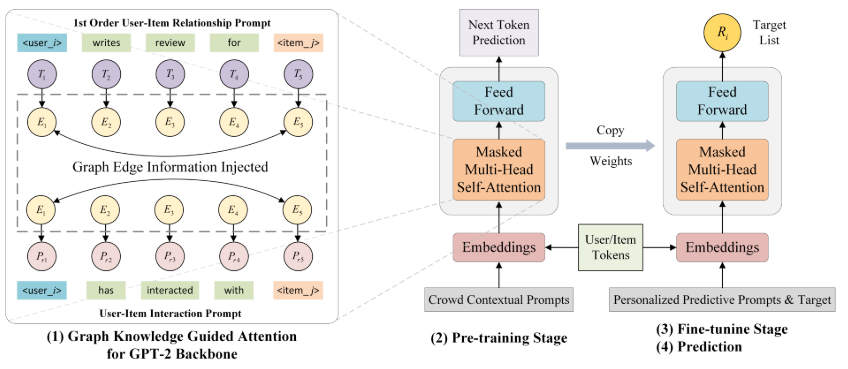 1st Order User-Item Relationship Prompt
<user_i> writes review for <item_j>
T1 T2 T3 T4 T5
E1 E2 E3 E4 E5
Graph Edge Information Injected
E1 E2 E3 E4 E5
Pr1 Pr2 Pr3 Pr4 Pr5
<user_i> has interacted with <item_j>
User-Item Interaction Prompt
(1) Graph Knowledge Guided Attention
for GPT-2 Backbone
Next Token
Prediction
Feed
Forward
Masked
Multi-Head
Self-Attention
Embeddings
Crowd Contextual Prompts
(2) Pre-training Stage
Copy
Weights
User/Item
Tokens
Ri
Target
List
Feed
Forward
Masked
Multi-Head
Self-Attention
Embeddings
Personalized Predictive Prompts & Target
(3) Fine-tunine Stage
(4) Prediction